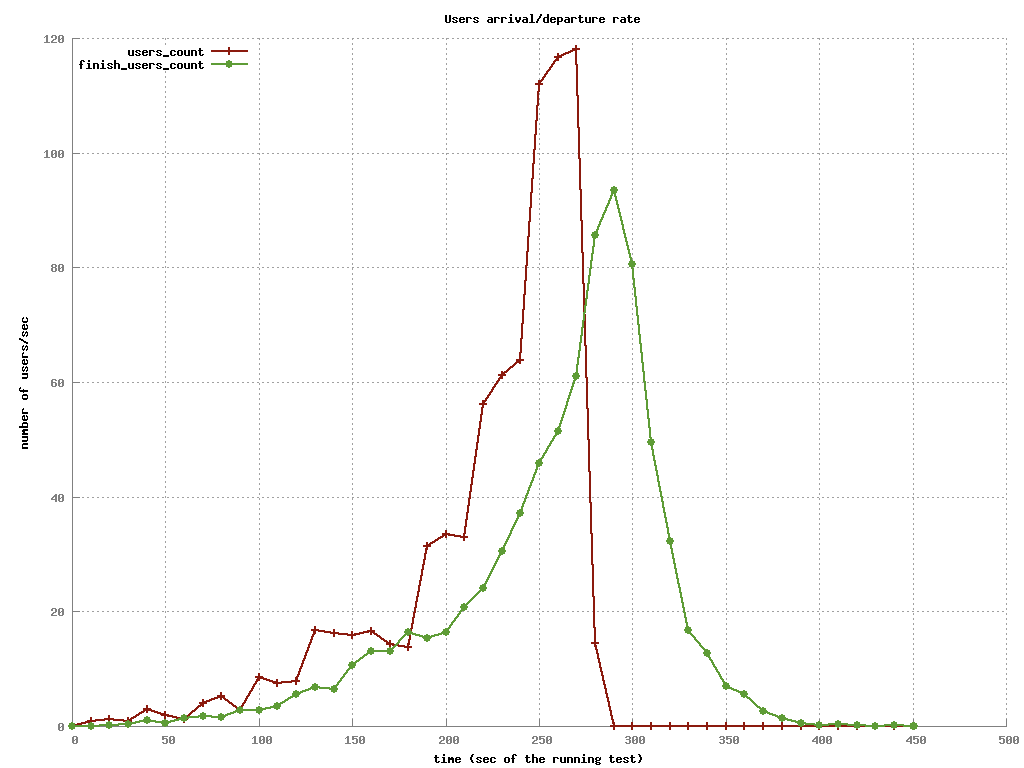 Users arrival/departure rate
users_count
finish_users_count
120
100
80
60
40
20
0
number of users/sec
0 50 100 150 200 250 300 350 400 450 500
time (sec of the running test)